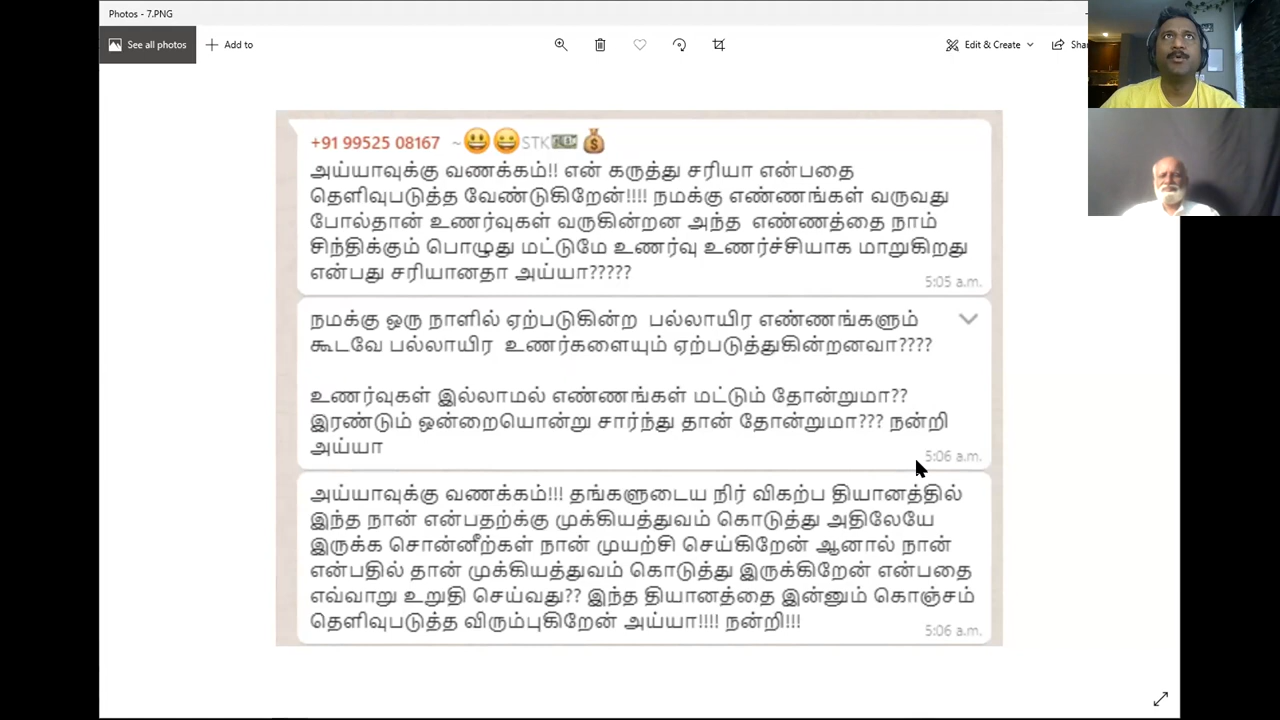 Photos - 7.PNG
See all photos
Add to
Edit & Create
+91 99525 08167 ~😃😄STK💵💰
அய்யாவுக்கு வணக்கம்!! என் கருத்து சரியா என்பதை
தெளிவுபடுத்த வேண்டுகிறேன்!!!! நமக்கு எண்ணங்கள் வருவது
போல்தான் உணர்வுகள் வருகின்றன அந்த எண்ணத்தை நாம்
சிந்திக்கும் பொழுது மட்டுமே உணர்வு உணர்ச்சியாக மாறுகிறது
என்பது சரியானதா அய்யா?????
5:05 a.m.
நமக்கு ஒரு நாளில் ஏற்படுகின்ற பல்லாயிர எண்ணங்களும்
கூடவே பல்லாயிர உணர்களையும் ஏற்படுத்துகின்றனவா????
உணர்வுகள் இல்லாமல் எண்ணங்கள் மட்டும் தோன்றுமா??
இரண்டும் ஒன்றையொன்று சார்ந்து தான் தோன்றுமா??? நன்றி
அய்யா
5:06 a.m.
அய்யாவுக்கு வணக்கம்!!! தங்களுடைய நிர் விகற்ப தியானத்தில்
இந்த நான் என்பதற்க்கு முக்கியத்துவம் கொடுத்து அதிலேயே
இருக்க சொன்னீற்கள் நான் முயற்சி செய்கிறேன் ஆனால் நான்
என்பதில் தான் முக்கியத்துவம் கொடுத்து இருக்கிறேன் என்பதை
எவ்வாறு உறுதி செய்வது?? இந்த தியானத்தை இன்னும் கொஞ்சம்
தெளிவுபடுத்த விரும்புகிறேன் அய்யா!!!! நன்றி!!!
5:06 a.m.